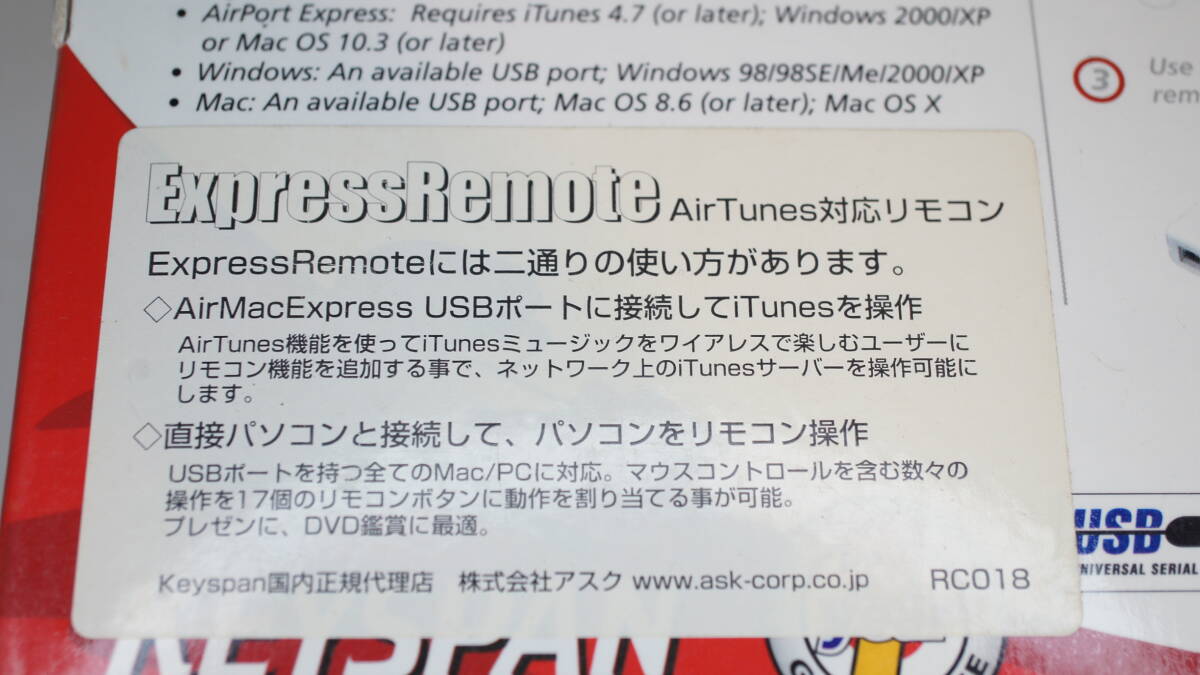 • AirPort Express: Requires iTunes 4.7 (or later); Windows 2000/XP
or Mac OS 10.3 (or later)
• Windows: An available USB port; Windows 98/98SE/Me/2000/XP
• Mac: An available USB port; Mac OS 8.6 (or later); Mac OS X
3 Use
rem
ExpressRemote AirTunes対応リモコン
ExpressRemoteには二通りの使い方があります。
◇AirMacExpress USBポートに接続してiTunesを操作
AirTunes機能を使ってiTunesミュージックをワイアレスで楽しむユーザーに
リモコン機能を追加する事で、ネットワーク上のiTunesサーバーを操作可能に
します。
◇直接パソコンと接続して、パソコンをリモコン操作
USBポートを持つ全てのMac/PCに対応。マウスコントロールを含む数々の
操作を17個のリモコンボタンに動作を割り当てる事が可能。
プレゼンに、DVD鑑賞に最適。
Keyspan国内正規代理店 株式会社アスク www.ask-corp.co.jp RC018
USB
NIVERSAL SERIAL
KEYSPAN